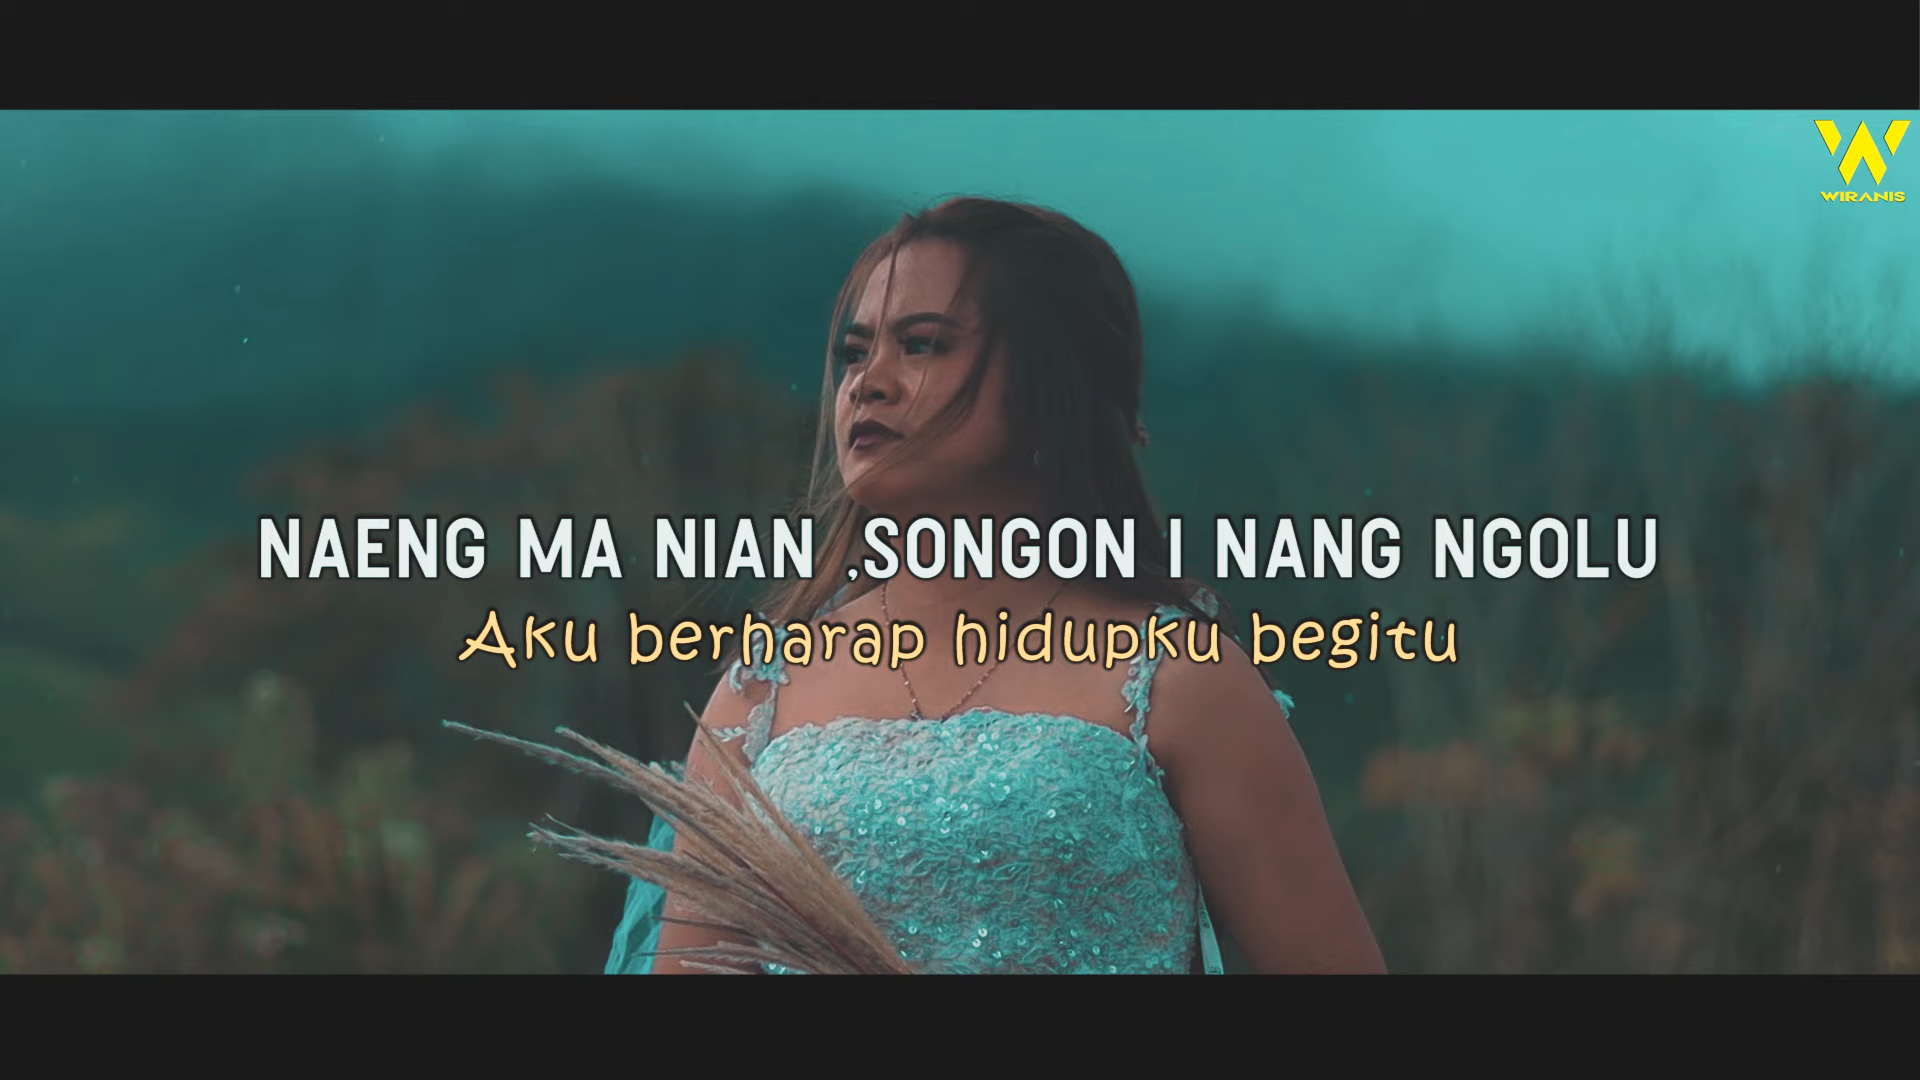 WIRANIS
NAENG MA NIAN ,SONGON I NANG NGOLU
Aku berharap hidupku begitu